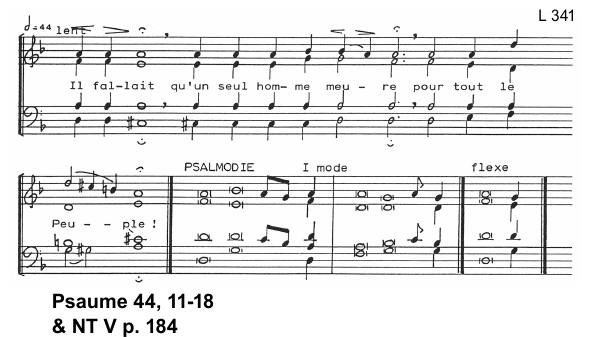 L 341
♩=44 lent
Il fal-lait qu'un seul hom- me meu - re pour tout le
PSALMODIE I mode flexe
Peu - - ple !
Psaume 44, 11-18
& NT V p. 184